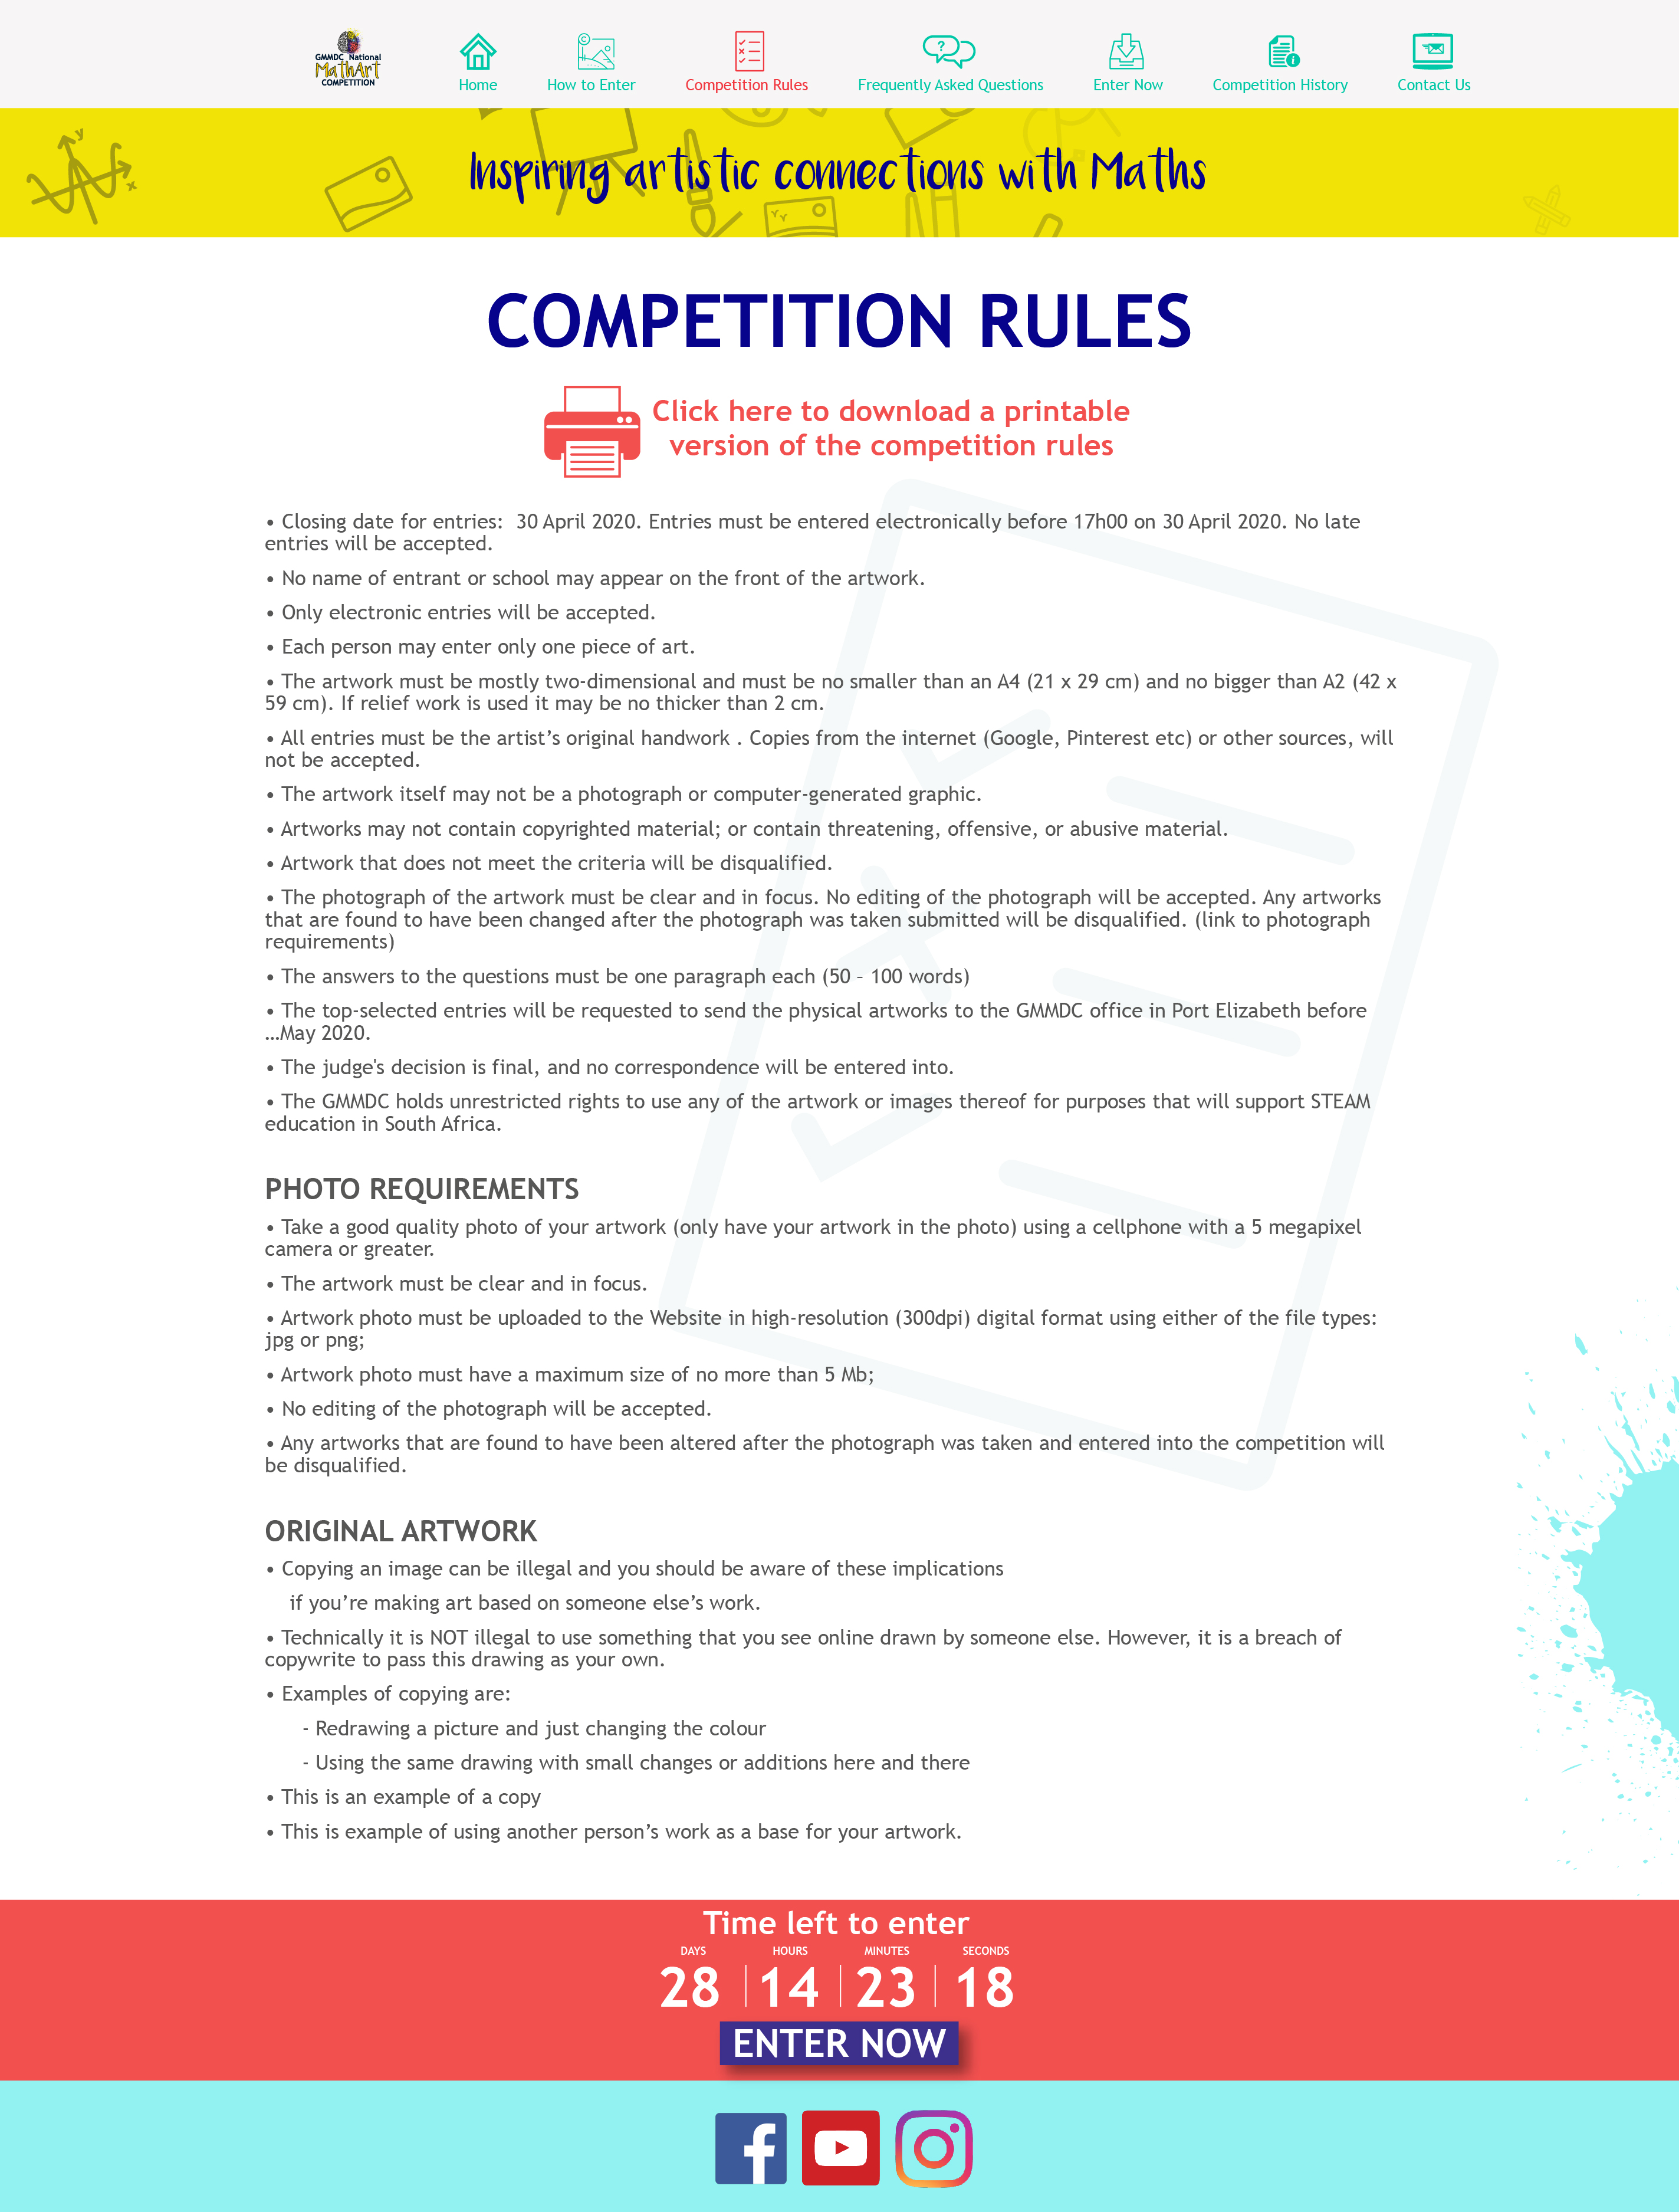 GMMDC National
MathArt
COMPETITION
Home
How to Enter
Competition Rules
Frequently Asked Questions
Enter Now
Competition History
Contact Us
Inspiring artistic connections with Maths
COMPETITION RULES
Click here to download a printable
version of the competition rules
• Closing date for entries:  30 April 2020. Entries must be entered electronically before 17h00 on 30 April 2020. No late
entries will be accepted.
• No name of entrant or school may appear on the front of the artwork.
• Only electronic entries will be accepted.
• Each person may enter only one piece of art.
• The artwork must be mostly two-dimensional and must be no smaller than an A4 (21 x 29 cm) and no bigger than A2 (42 x
59 cm). If relief work is used it may be no thicker than 2 cm.
• All entries must be the artist’s original handwork . Copies from the internet (Google, Pinterest etc) or other sources, will
not be accepted.
• The artwork itself may not be a photograph or computer-generated graphic.
• Artworks may not contain copyrighted material; or contain threatening, offensive, or abusive material.
• Artwork that does not meet the criteria will be disqualified.
• The photograph of the artwork must be clear and in focus. No editing of the photograph will be accepted. Any artworks
that are found to have been changed after the photograph was taken submitted will be disqualified. (link to photograph
requirements)
• The answers to the questions must be one paragraph each (50 – 100 words)
• The top-selected entries will be requested to send the physical artworks to the GMMDC office in Port Elizabeth before
…May 2020.
• The judge's decision is final, and no correspondence will be entered into.
• The GMMDC holds unrestricted rights to use any of the artwork or images thereof for purposes that will support STEAM
education in South Africa.
PHOTO REQUIREMENTS
• Take a good quality photo of your artwork (only have your artwork in the photo) using a cellphone with a 5 megapixel
camera or greater.
• The artwork must be clear and in focus.
• Artwork photo must be uploaded to the Website in high-resolution (300dpi) digital format using either of the file types:
jpg or png;
• Artwork photo must have a maximum size of no more than 5 Mb;
• No editing of the photograph will be accepted.
• Any artworks that are found to have been altered after the photograph was taken and entered into the competition will
be disqualified.
ORIGINAL ARTWORK
• Copying an image can be illegal and you should be aware of these implications
if you’re making art based on someone else’s work.
• Technically it is NOT illegal to use something that you see online drawn by someone else. However, it is a breach of
copywrite to pass this drawing as your own.
• Examples of copying are:
- Redrawing a picture and just changing the colour
- Using the same drawing with small changes or additions here and there
• This is an example of a copy
• This is example of using another person’s work as a base for your artwork.
Time left to enter
DAYS HOURS MINUTES SECONDS
28 14 23 18
ENTER NOW